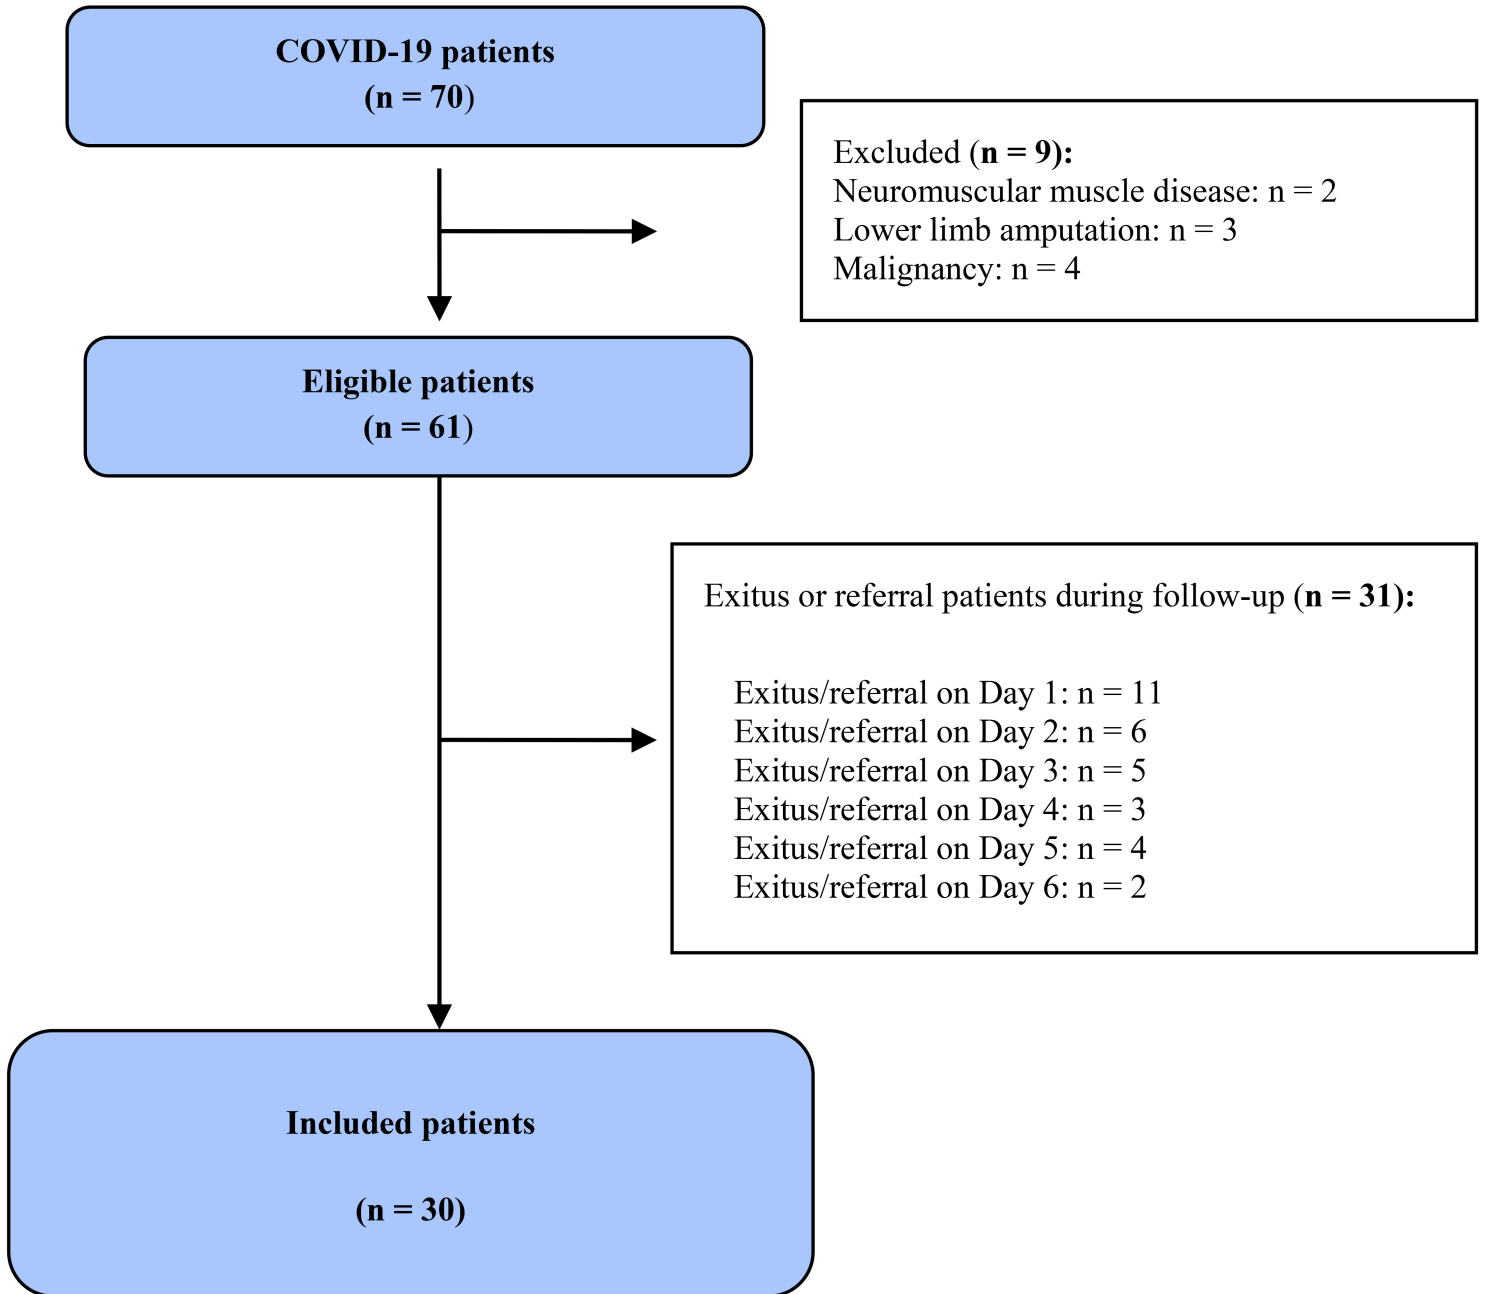 COVID-19 patients
(n = 70)
Excluded (n = 9):
Neuromuscular muscle disease: n = 2
Lower limb amputation: n = 3
Malignancy: n = 4
Eligible patients
(n = 61)
Exitus or referral patients during follow-up (n = 31):
Exitus/referral on Day 1: n = 11
Exitus/referral on Day 2: n = 6
Exitus/referral on Day 3: n = 5
Exitus/referral on Day 4: n = 3
Exitus/referral on Day 5: n = 4
Exitus/referral on Day 6: n = 2
Included patients
(n = 30)